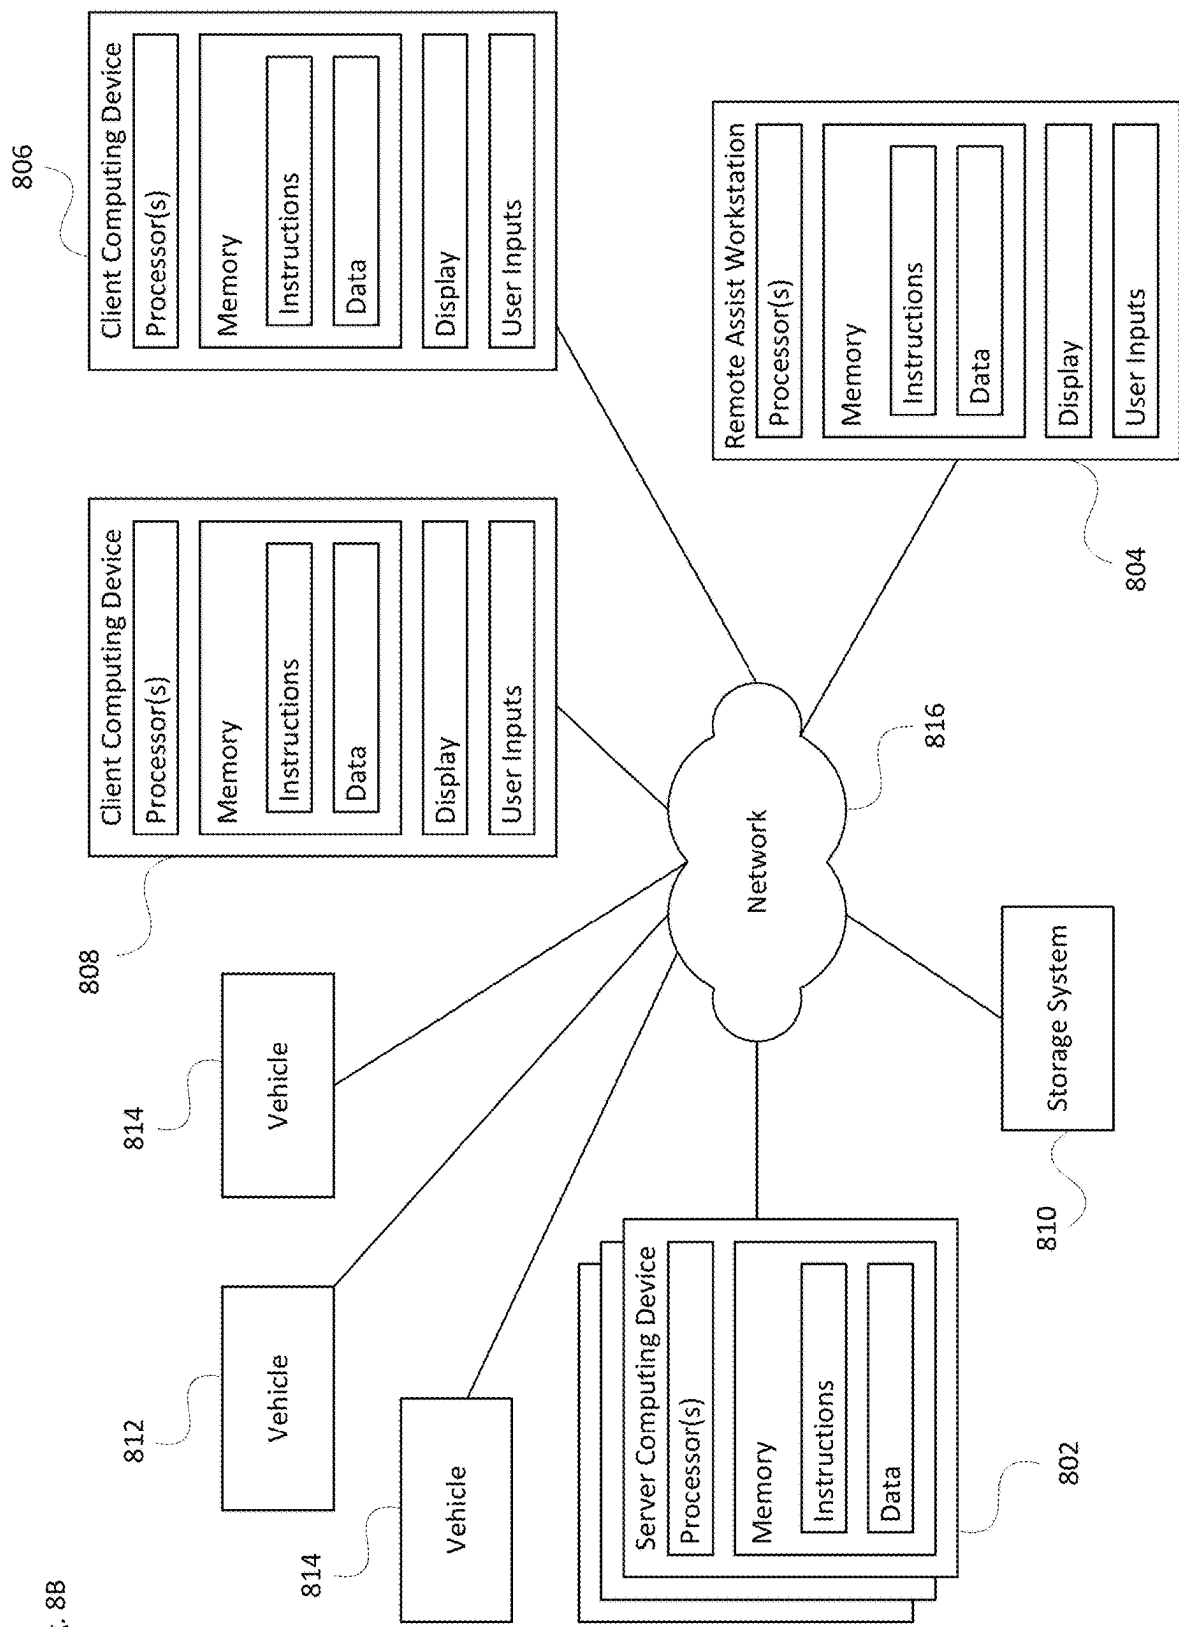 . 8B
812
Vehicle
814
Vehicle
814
Vehicle
808
Client Computing Device
Processor(s)
Memory
Instructions
Data
Display
User Inputs
806
Client Computing Device
Processor(s)
Memory
Instructions
Data
Display
User Inputs
Server Computing Device
Processor(s)
Memory
Instructions
Data
802
Network
816
Storage System
810
Remote Assist Workstation
Processor(s)
Memory
Instructions
Data
Display
User Inputs
804